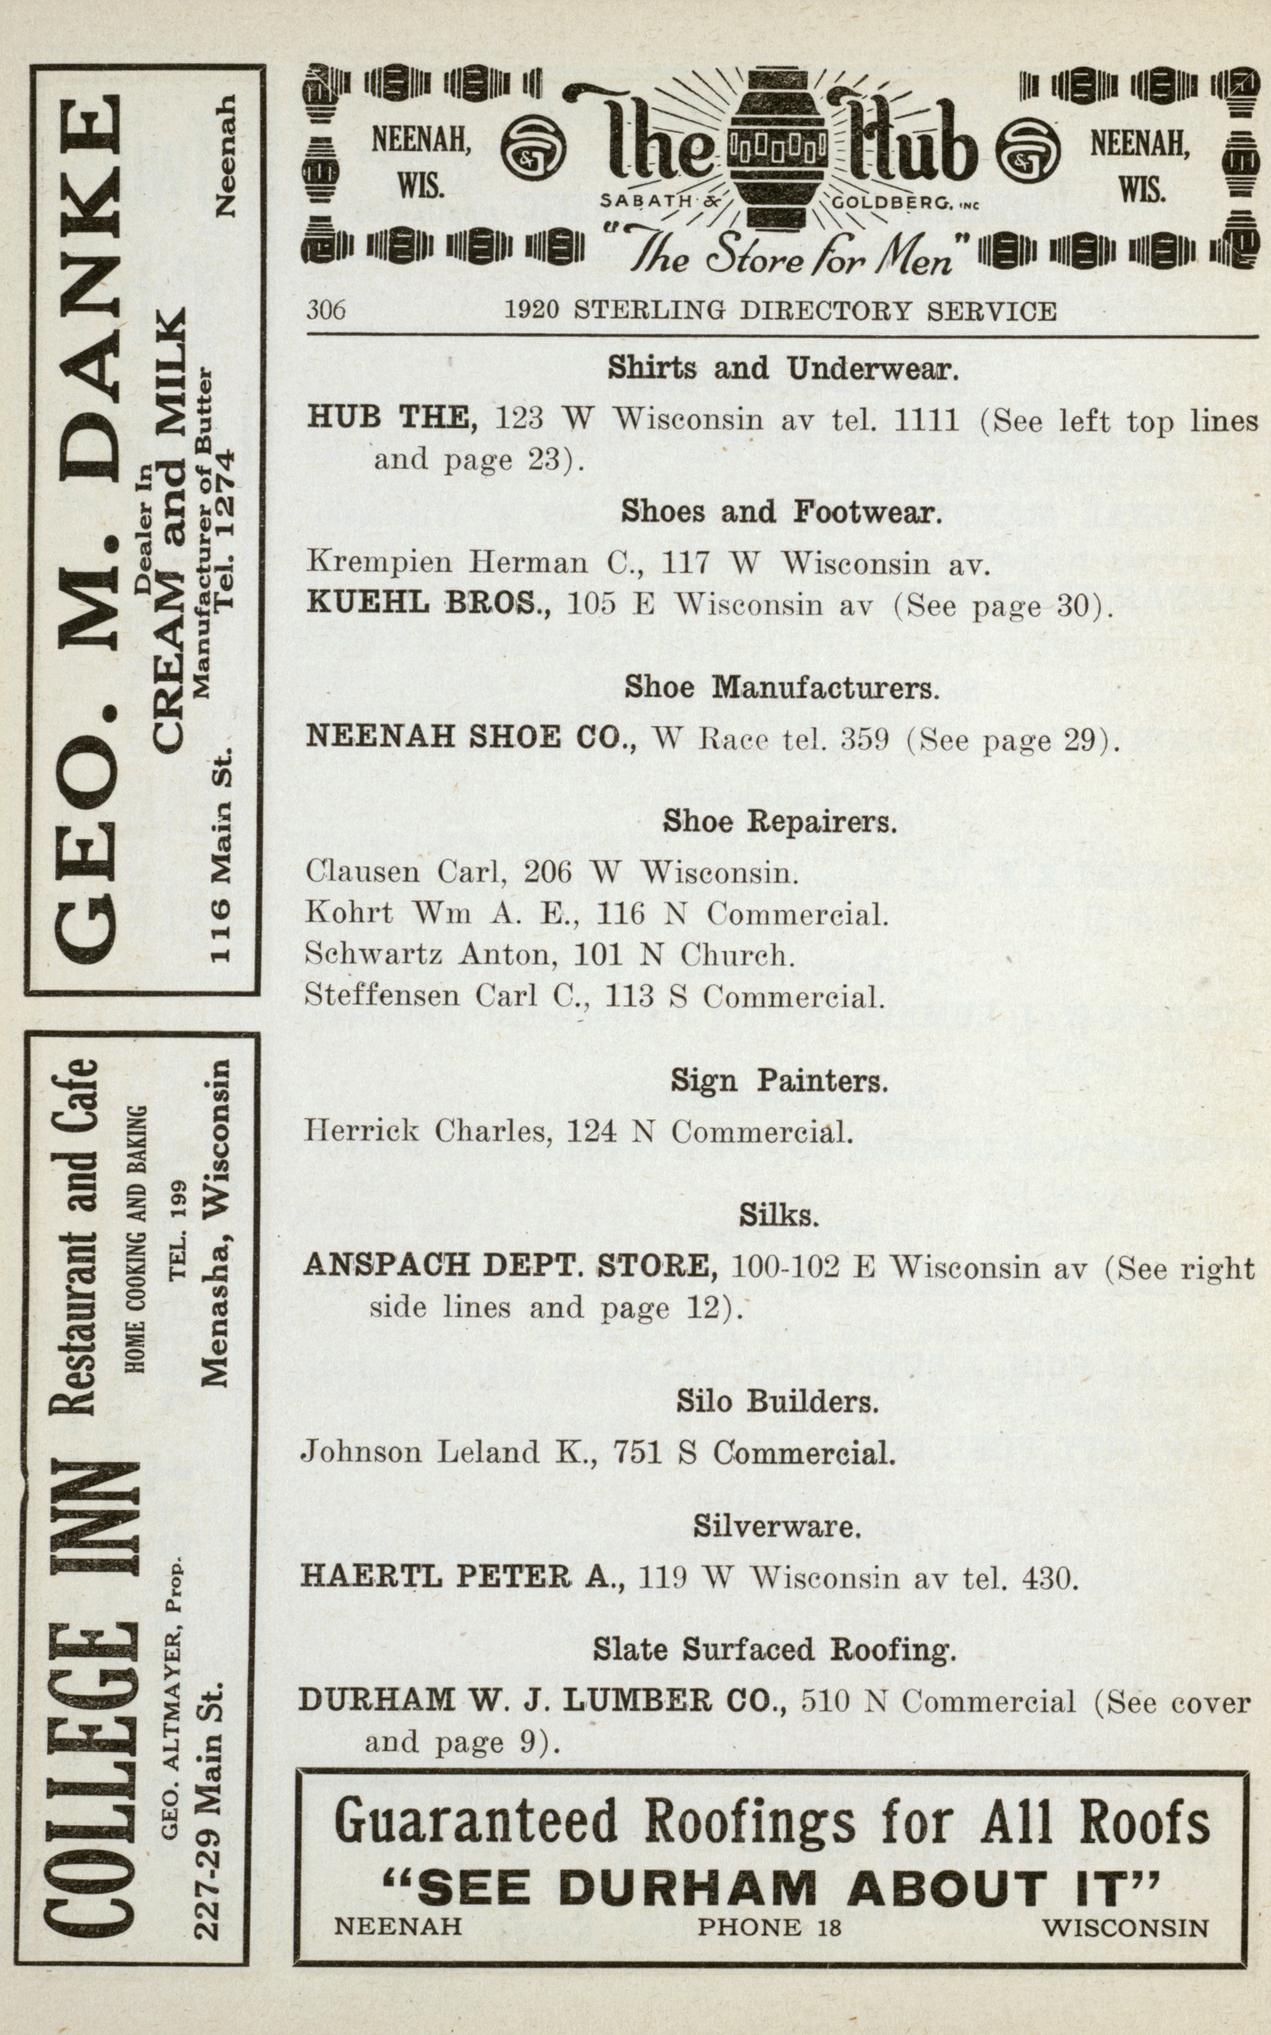 NEENAH,
WIS.
The Hub
SABATH & GOLDBERG, INC
"The Store for Men"
NEENAH,
WIS.
306 1920 STERLING DIRECTORY SERVICE
Shirts and Underwear.
HUB THE, 123 W Wisconsin av tel. 1111 (See left top lines
and page 23).
Shoes and Footwear.
Krempien Herman C., 117 W Wisconsin av.
KUEHL BROS., 105 E Wisconsin av (See page 30).
Shoe Manufacturers.
NEENAH SHOE CO., W Race tel. 359 (See page 29).
Shoe Repairers.
Clausen Carl, 206 W Wisconsin.
Kohrt Wm A. E., 116 N Commercial.
Schwartz Anton, 101 N Church.
Steffensen Carl C., 113 S Commercial.
Sign Painters.
Herrick Charles, 124 N Commercial.
Silks.
ANSPACH DEPT. STORE, 100-102 E Wisconsin av (See right
side lines and page 12).
Silo Builders.
Johnson Leland K., 751 S Commercial.
Silverware.
HAERTL PETER A., 119 W Wisconsin av tel. 430.
Slate Surfaced Roofing.
DURHAM W. J. LUMBER CO., 510 N Commercial (See cover
and page 9).
Guaranteed Roofings for All Roofs
"SEE DURHAM ABOUT IT"
NEENAH PHONE 18 WISCONSIN
GEO. M. DANKE
Dealer In
CREAM and MILK
Manufacturer of Butter
116 Main St. Tel. 1274 Neenah
COLLEGE INN Restaurant and Cafe
HOME COOKING AND BAKING
GEO. ALTMAYER, Prop. TEL. 199
227-29 Main St. Menasha, Wisconsin